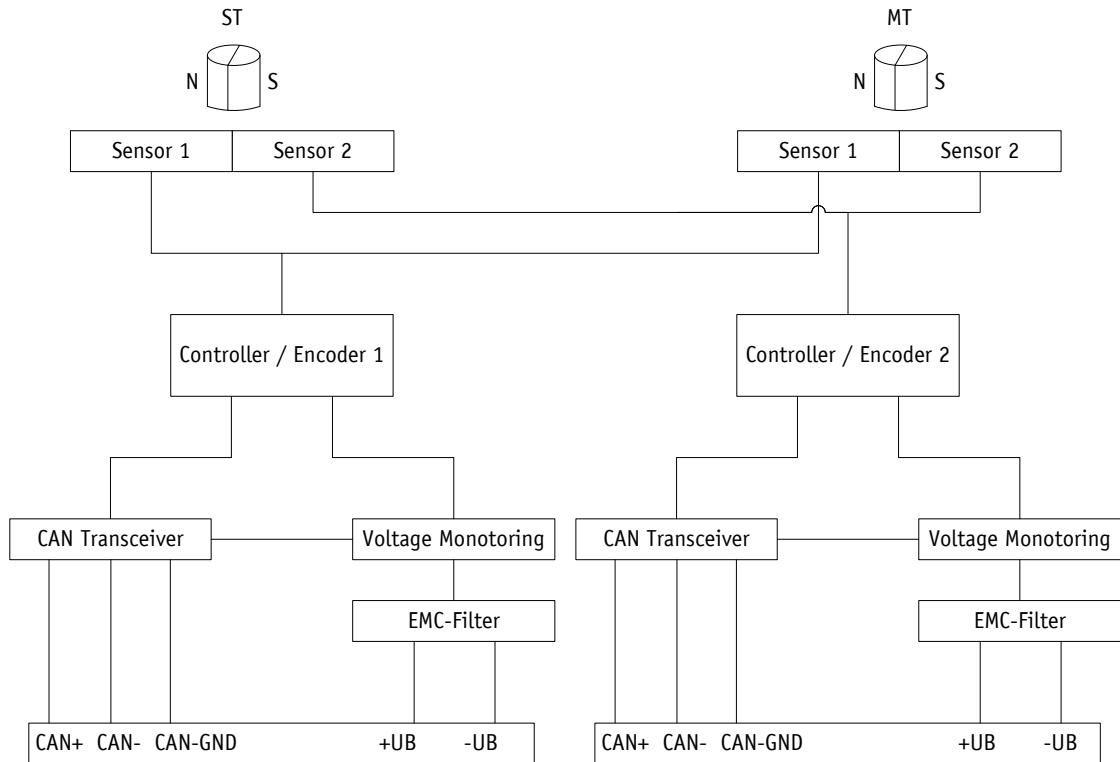 ST MT
N S N S
Sensor 1 Sensor 2 Sensor 1 Sensor 2
Controller / Encoder 1 Controller / Encoder 2
CAN Transceiver Voltage Monotoring CAN Transceiver Voltage Monotoring
EMC-Filter EMC-Filter
CAN+ CAN- CAN-GND +UB -UB CAN+ CAN- CAN-GND +UB -UB